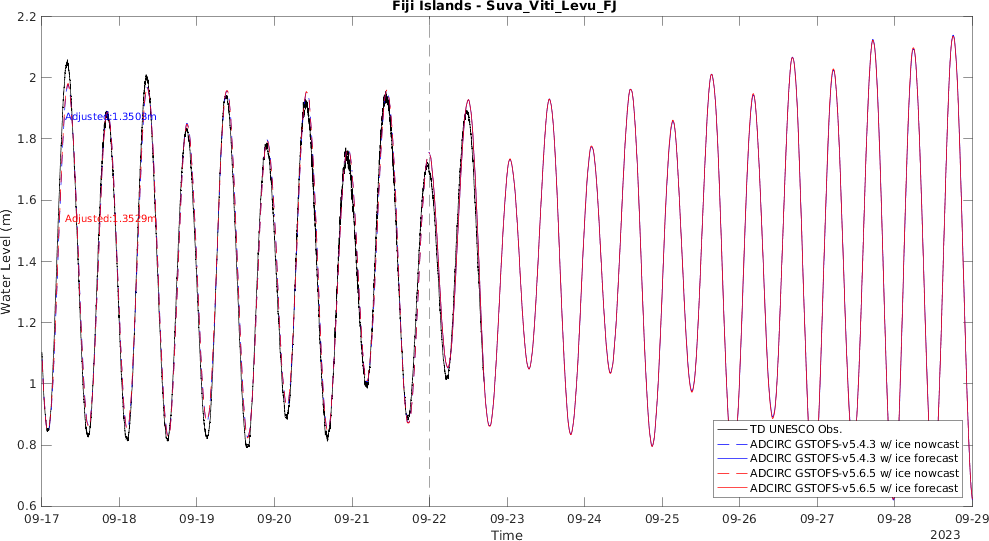 Fiji Islands - Suva_Viti_Levu_FJ
2.2
2
1.8
1.6
1.4
1.2
1
0.8
0.6
Water Level (m)
Adjusted:1.3503m
Adjusted:1.3529m
TD UNESCO Obs.
ADCIRC GSTOFS-v5.4.3 w/ ice nowcast
ADCIRC GSTOFS-v5.4.3 w/ ice forecast
ADCIRC GSTOFS-v5.6.5 w/ ice nowcast
ADCIRC GSTOFS-v5.6.5 w/ ice forecast
09-17 09-18 09-19 09-20 09-21 09-22 09-23 09-24 09-25 09-26 09-27 09-28 09-29
Time
2023